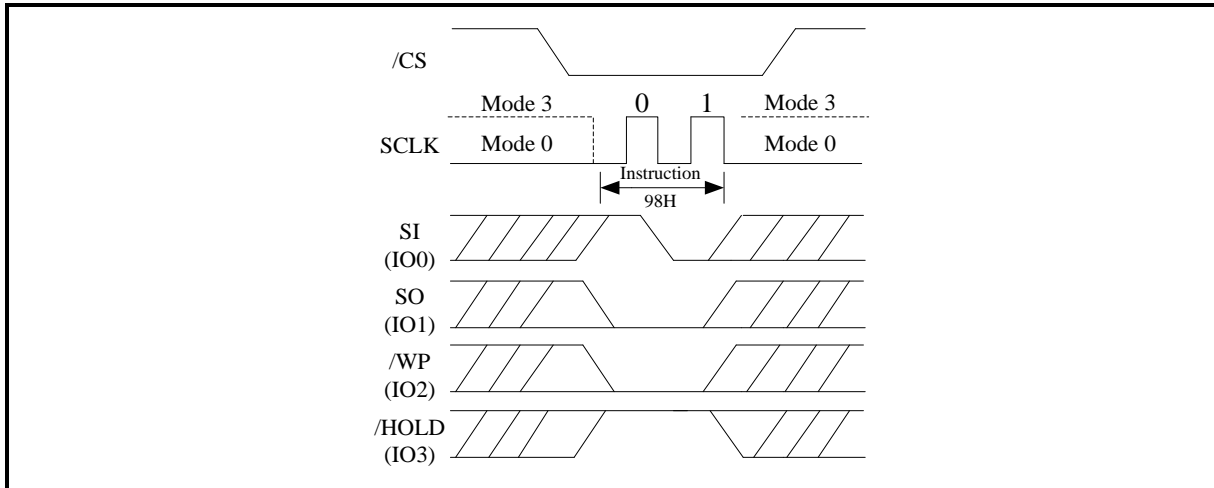 /CS
Mode 3 0 1 Mode 3
SCLK Mode 0 Mode 0
Instruction
98H
SI
(IO0)
SO
(IO1)
/WP
(IO2)
/HOLD
(IO3)